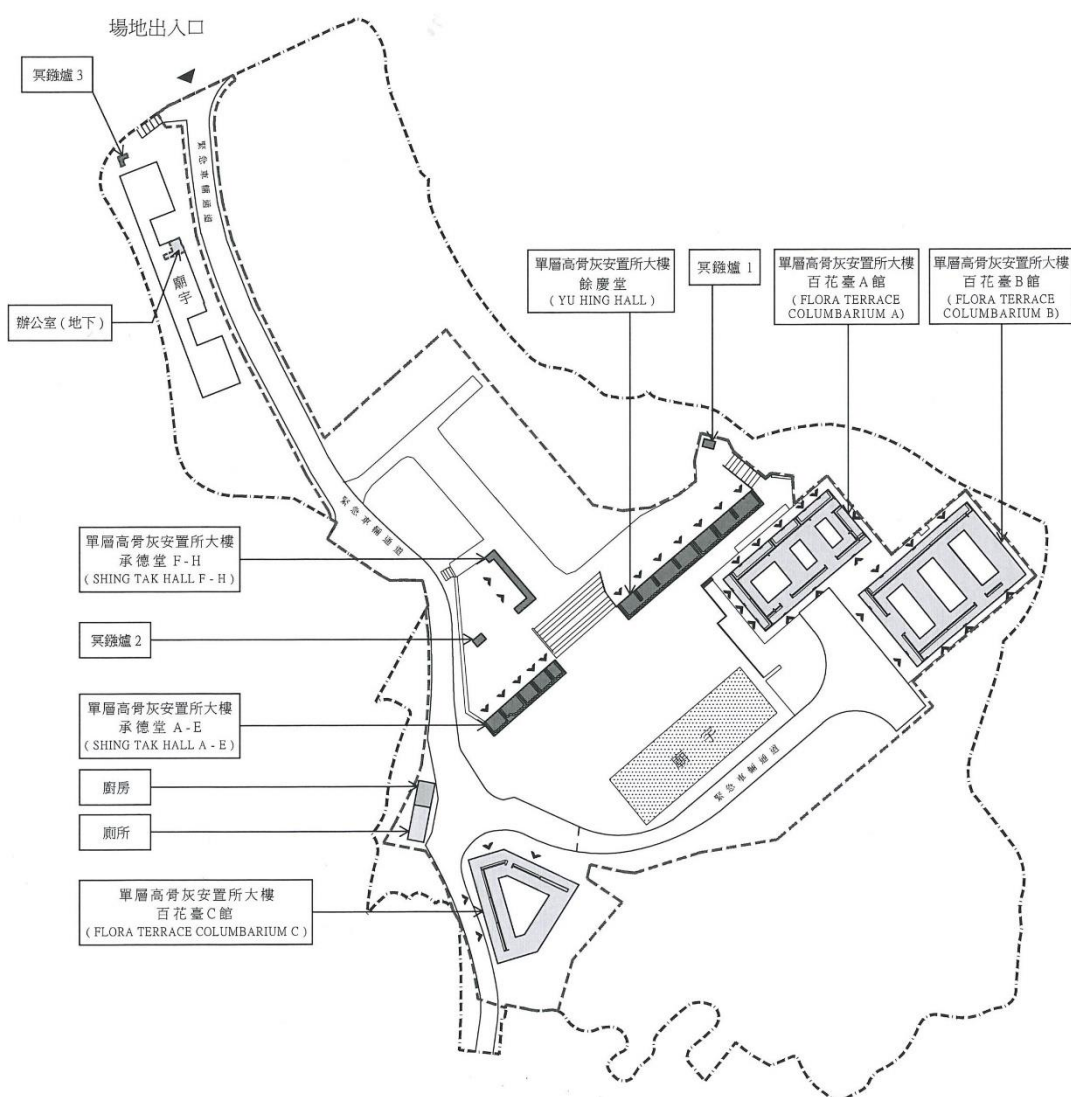 場地出入口
冥鏹爐 3
緊急車輛通道
廟宇
辦公室 ( 地下 )
單層高骨灰安置所大樓
餘慶堂
( YU HING HALL )
冥鏹爐 1
單層高骨灰安置所大樓
百花臺A館
(FLORA TERRACE
COLUMBARIUM A)
單層高骨灰安置所大樓
百花臺B館
(FLORA TERRACE
COLUMBARIUM B)
緊急車輛通道
單層高骨灰安置所大樓
承德堂 F - H
( SHING TAK HALL F - H )
冥鏹爐 2
單層高骨灰安置所大樓
承德堂 A - E
( SHING TAK HALL A - E )
廟宇
緊急車輛通道
廚房
廁所
單層高骨灰安置所大樓
百花臺C館
( FLORA TERRACE COLUMBARIUM C )